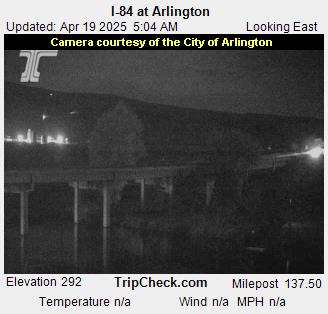 I-84 at Arlington
Updated: Apr 19 2025 5:04 AM Looking East
Camera courtesy of the City of Arlington
Elevation 292 TripCheck.com Milepost 137.50
Temperature n/a Wind n/a MPH n/a